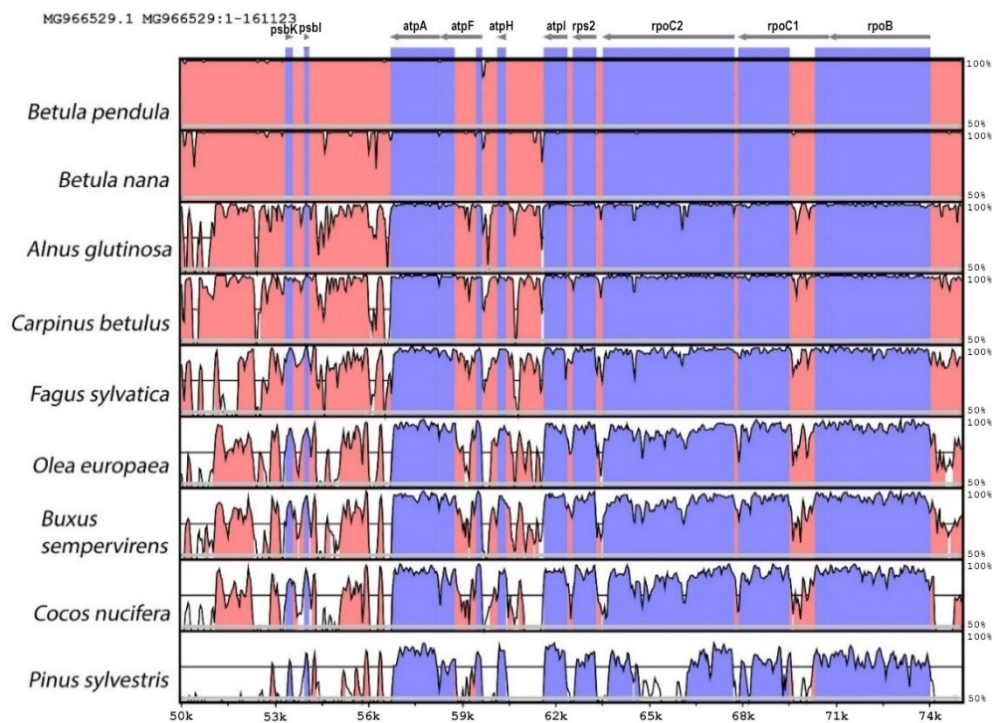 MG966529.1 MG966529:1-161123
psbK psbI atpA atpF atpH atpI rps2 rpoC2 rpoC1 rpoB
100%
Betula pendula
50%
100%
Betula nana
50%
100%
Alnus glutinosa
50%
100%
Carpinus betulus
50%
100%
Fagus sylvatica
50%
100%
Olea europaea
50%
100%
Buxus
sempervirens
50%
100%
Cocos nucifera
50%
100%
Pinus sylvestris
50%
50k 53k 56k 59k 62k 65k 68k 71k 74k